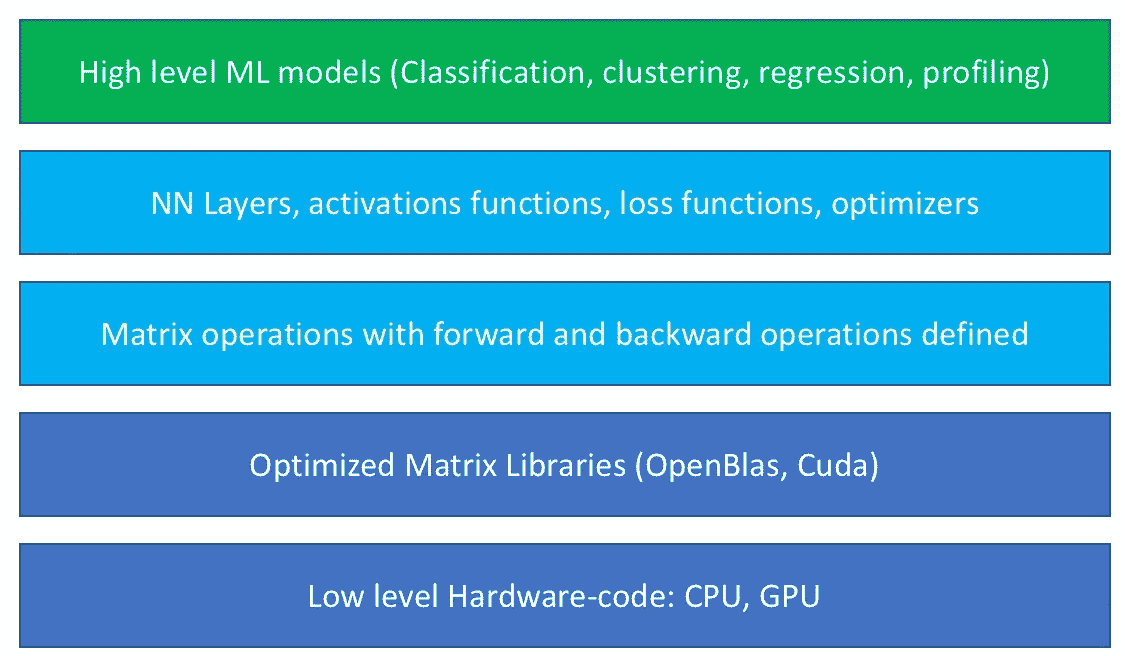 High level ML models (Classification, clustering, regression, profiling)
NN Layers, activations functions, loss functions, optimizers
Matrix operations with forward and backward operations defined
Optimized Matrix Libraries (OpenBlas, Cuda)
Low level Hardware-code: CPU, GPU